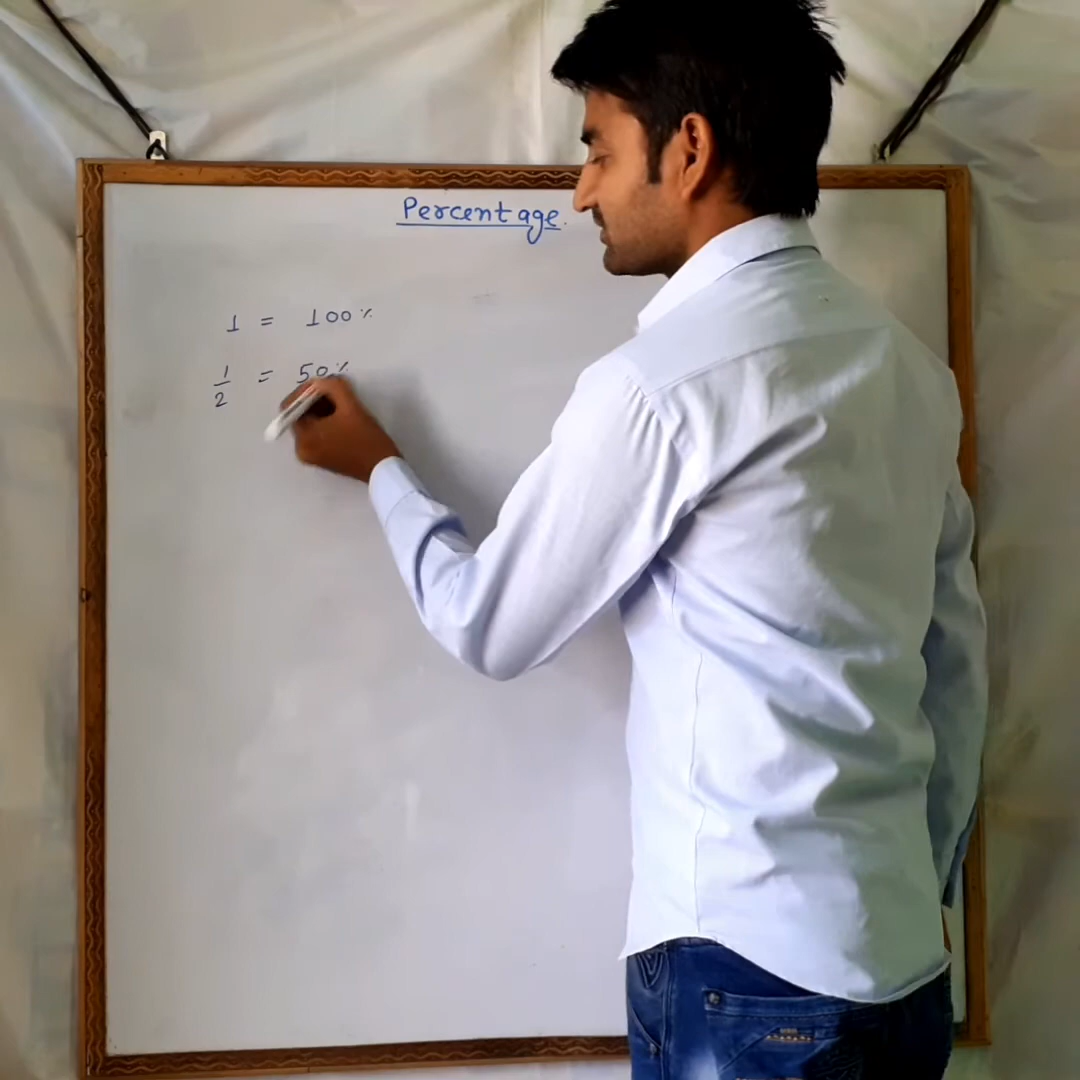 Percentage
1 = 100%
1/2 = 50%